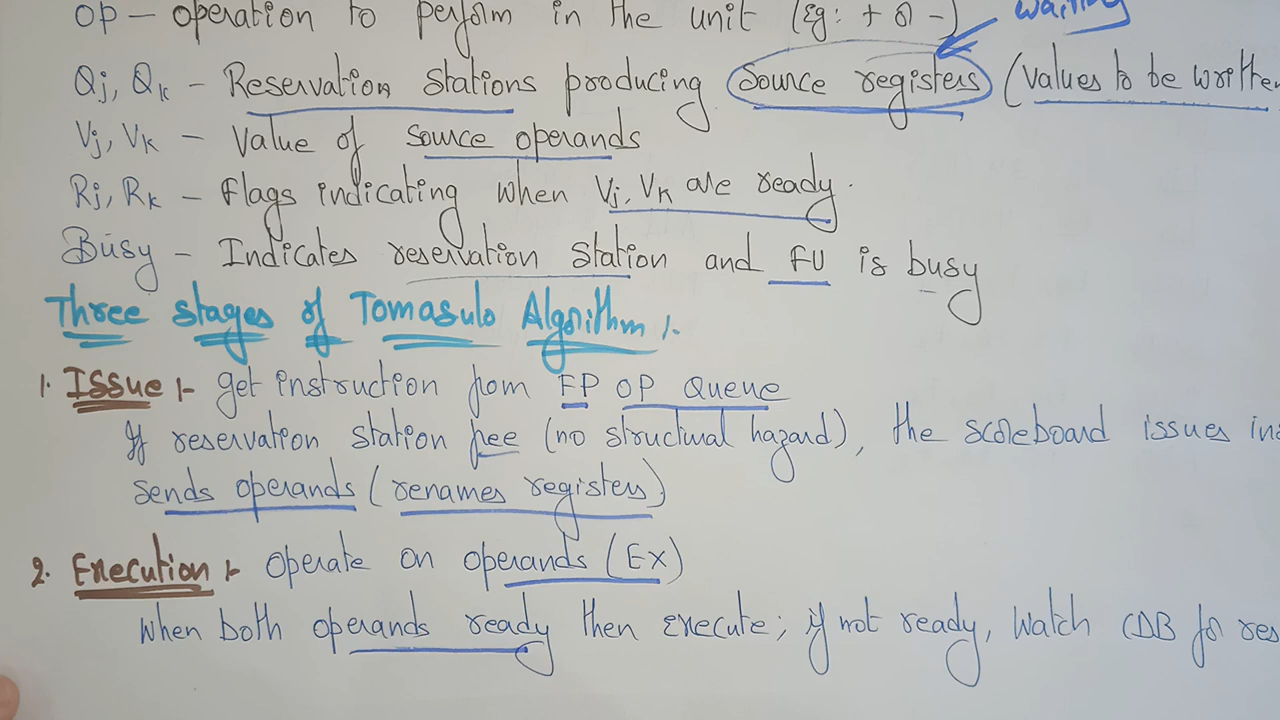 waiting
OP - operation to perform in the unit (Eg: + or -)
Qj, Qk - Reservation stations producing source registers (values to be written
Vj, Vk - Value of source operands
Rj, Rk - Flags indicating when Vj, Vk are ready.
Busy - Indicates reservation station and FU is busy
Three stages of Tomasulo Algorithm :-
1. Issue :- get instruction from FP OP Queue
If reservation station free (no structural hazard), the scoreboard issues ins
sends operands (renames registers)
2. Execution :- Operate on operands (EX)
When both operands ready then execute; if not ready, watch CDB for res